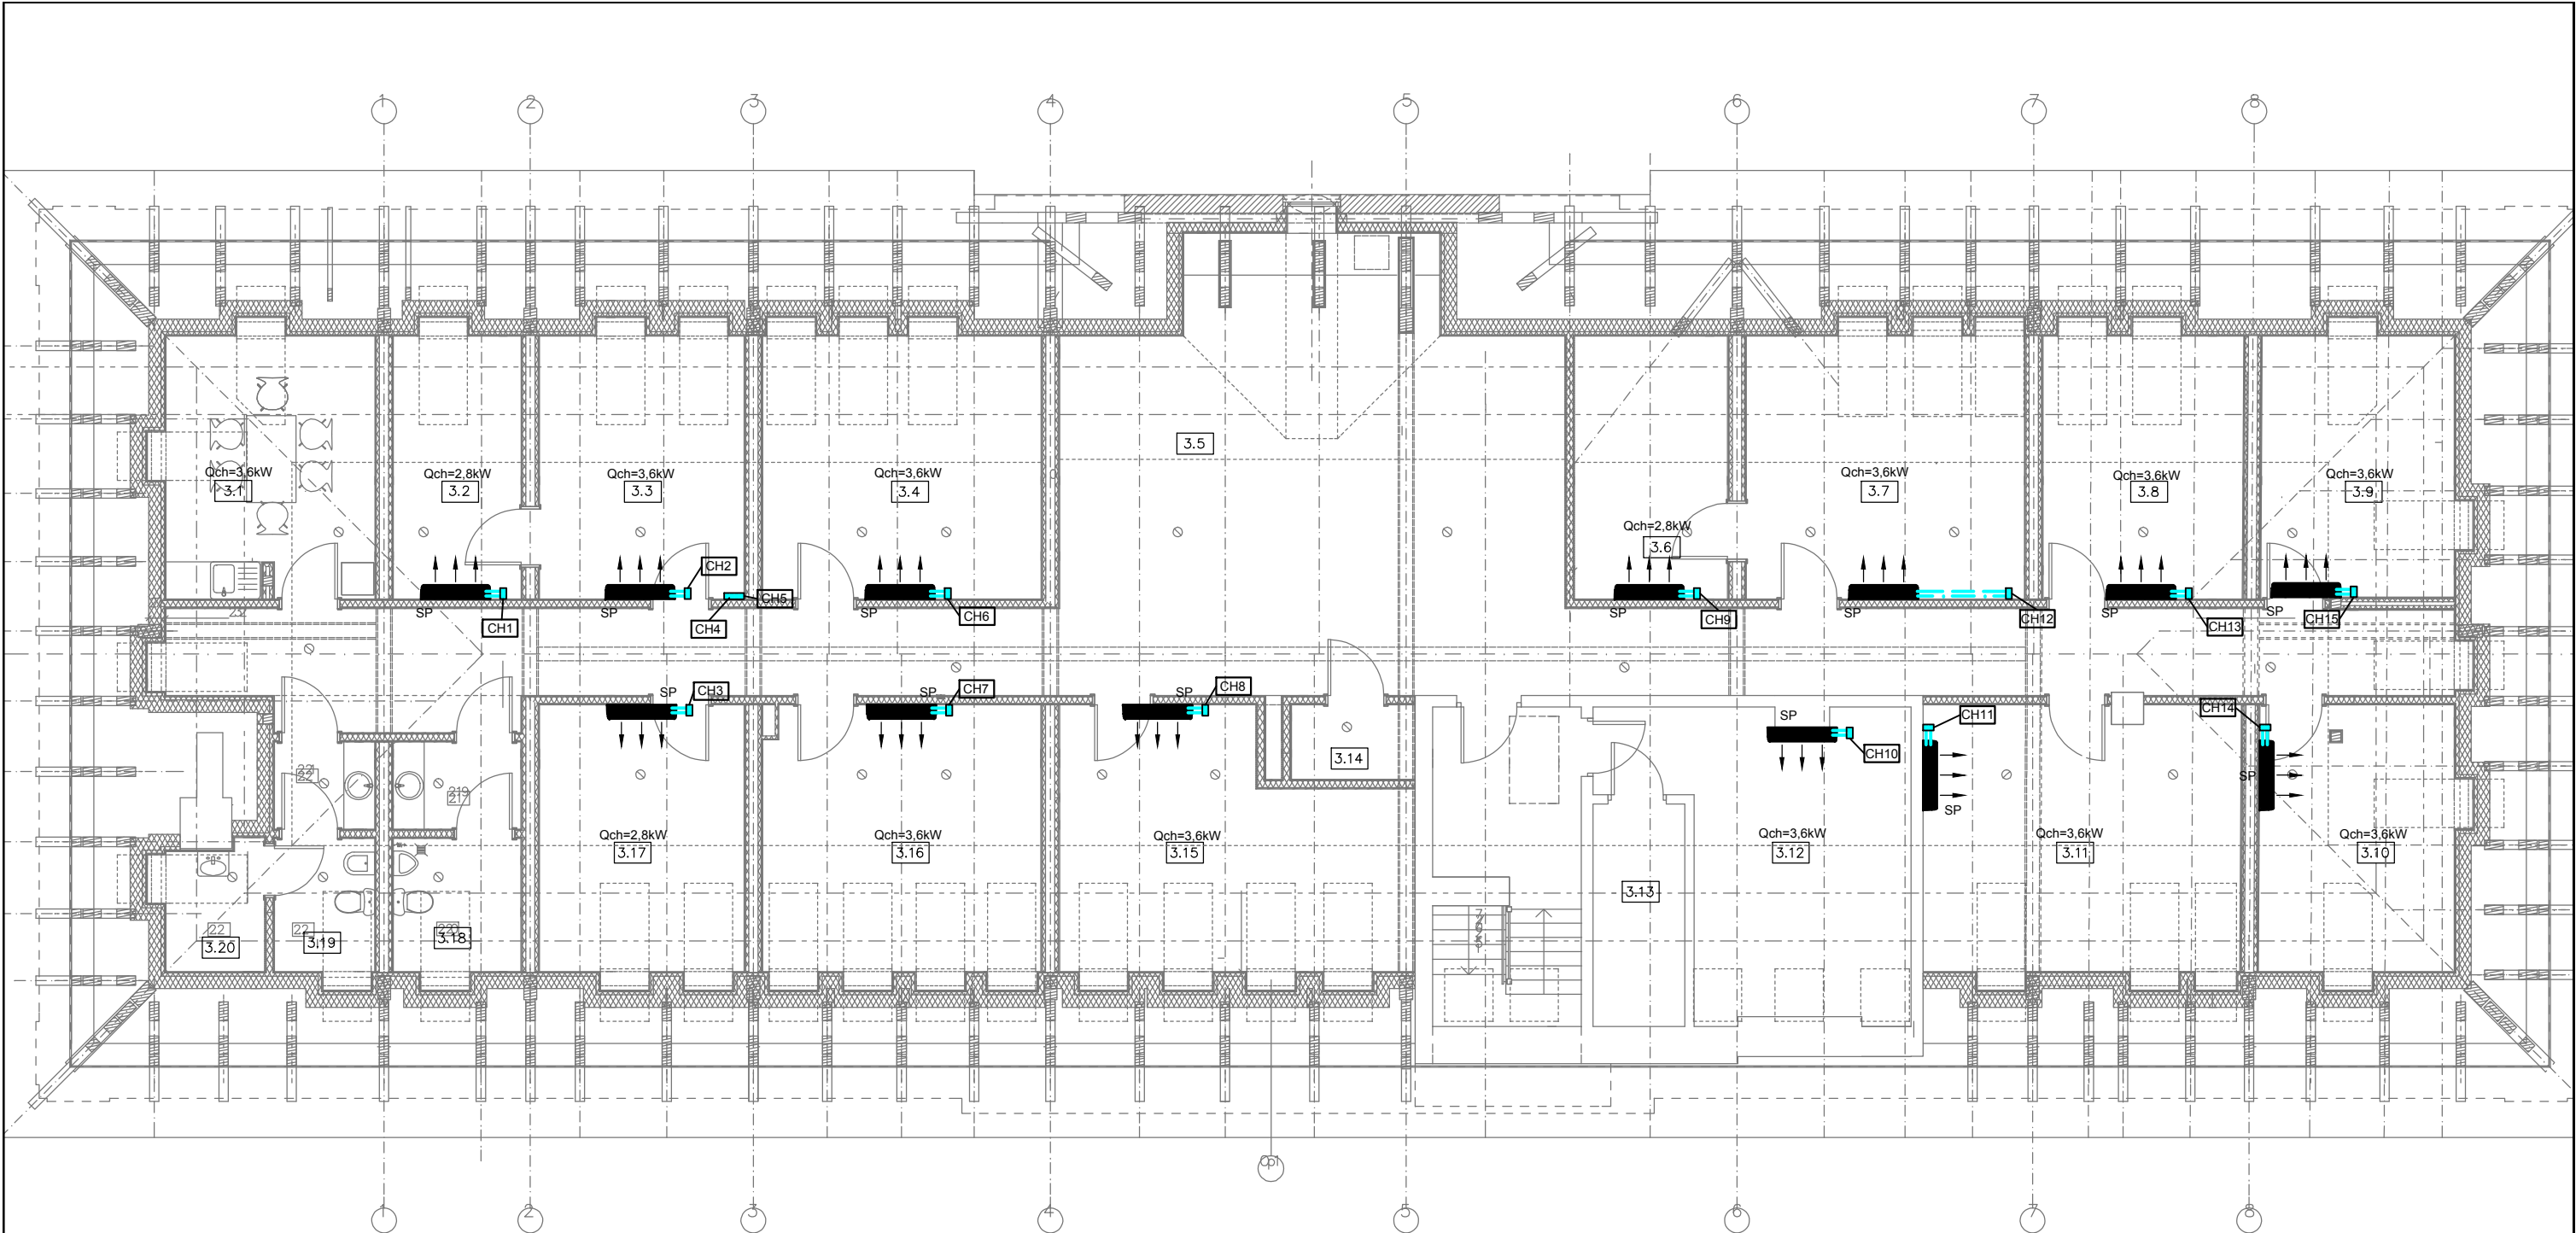 1
2
3
4
5
6
7
8
3.5
Qch=3,6kW
3.1
Qch=2,8kW
3.2
Qch=3,6kW
3.3
Qch=3,6kW
3.4
Qch=2,8kW
3.6
Qch=3,6kW
3.7
Qch=3,6kW
3.8
Qch=3,6kW
3.9
SP
CH1
SP
CH2
CH4
CH5
SP
CH6
SP
CH9
SP
CH12
SP
CH13
SP
CH15
SP
CH3
SP
CH7
SP
CH8
3.14
SP
CH10
CH11
SP
CH14
SP
Qch=2,8kW
3.17
Qch=3,6kW
3.16
Qch=3,6kW
3.15
Qch=3,6kW
3.12
Qch=3,6kW
3.11
Qch=3,6kW
3.10
3.13
22
3.20
22
3.19
3.18
1
2
3
4
5
6
7
8